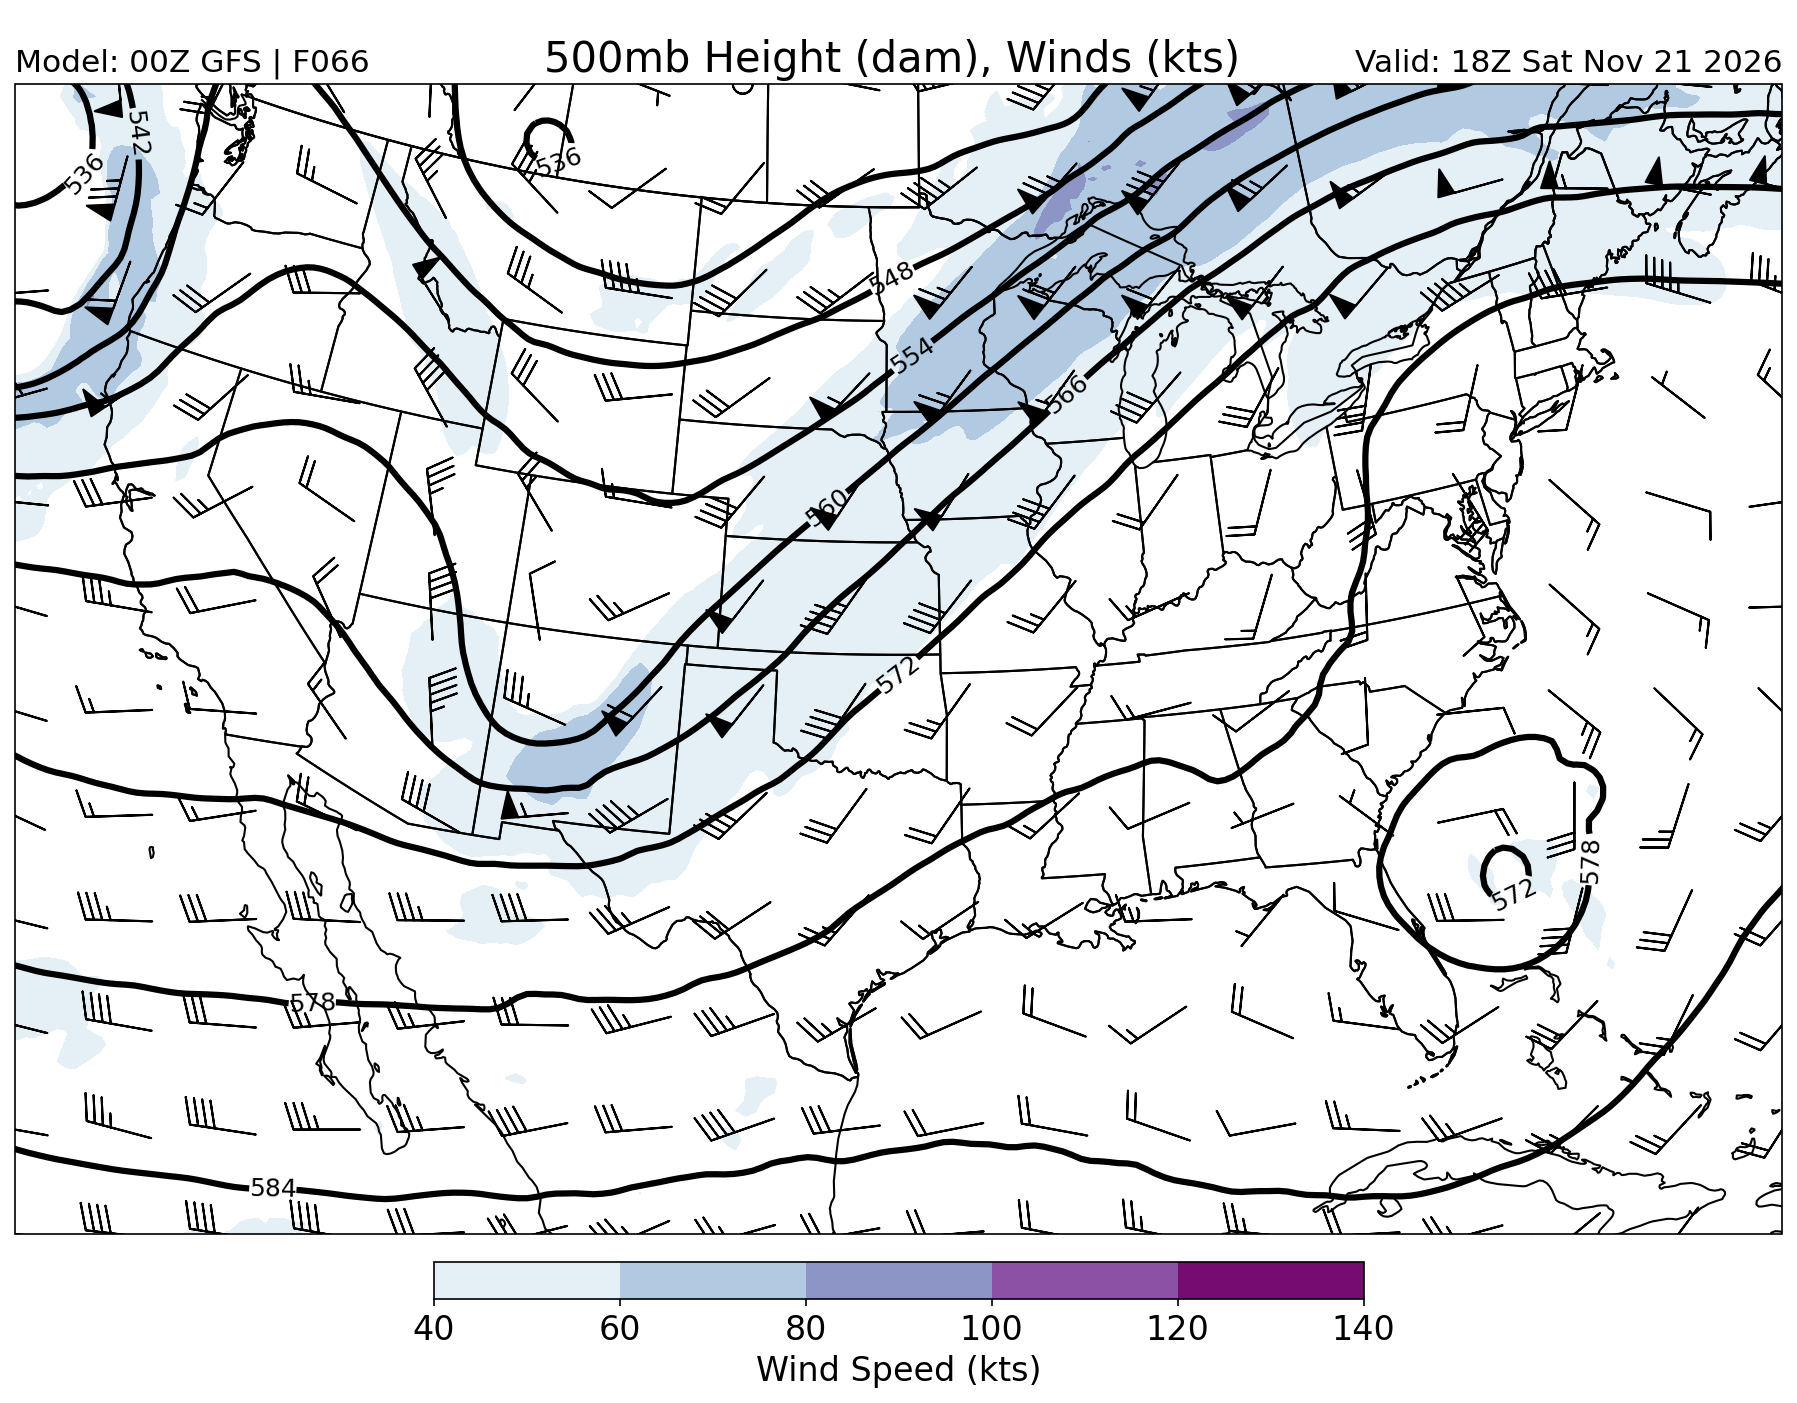 Model: 00Z GFS | F066
500mb Height (dam), Winds (kts)
Valid: 18Z Sat Nov 21 2026
542
536
536
548
554
566
560
572
578
572
578
584
40 60 80 100 120 140
Wind Speed (kts)